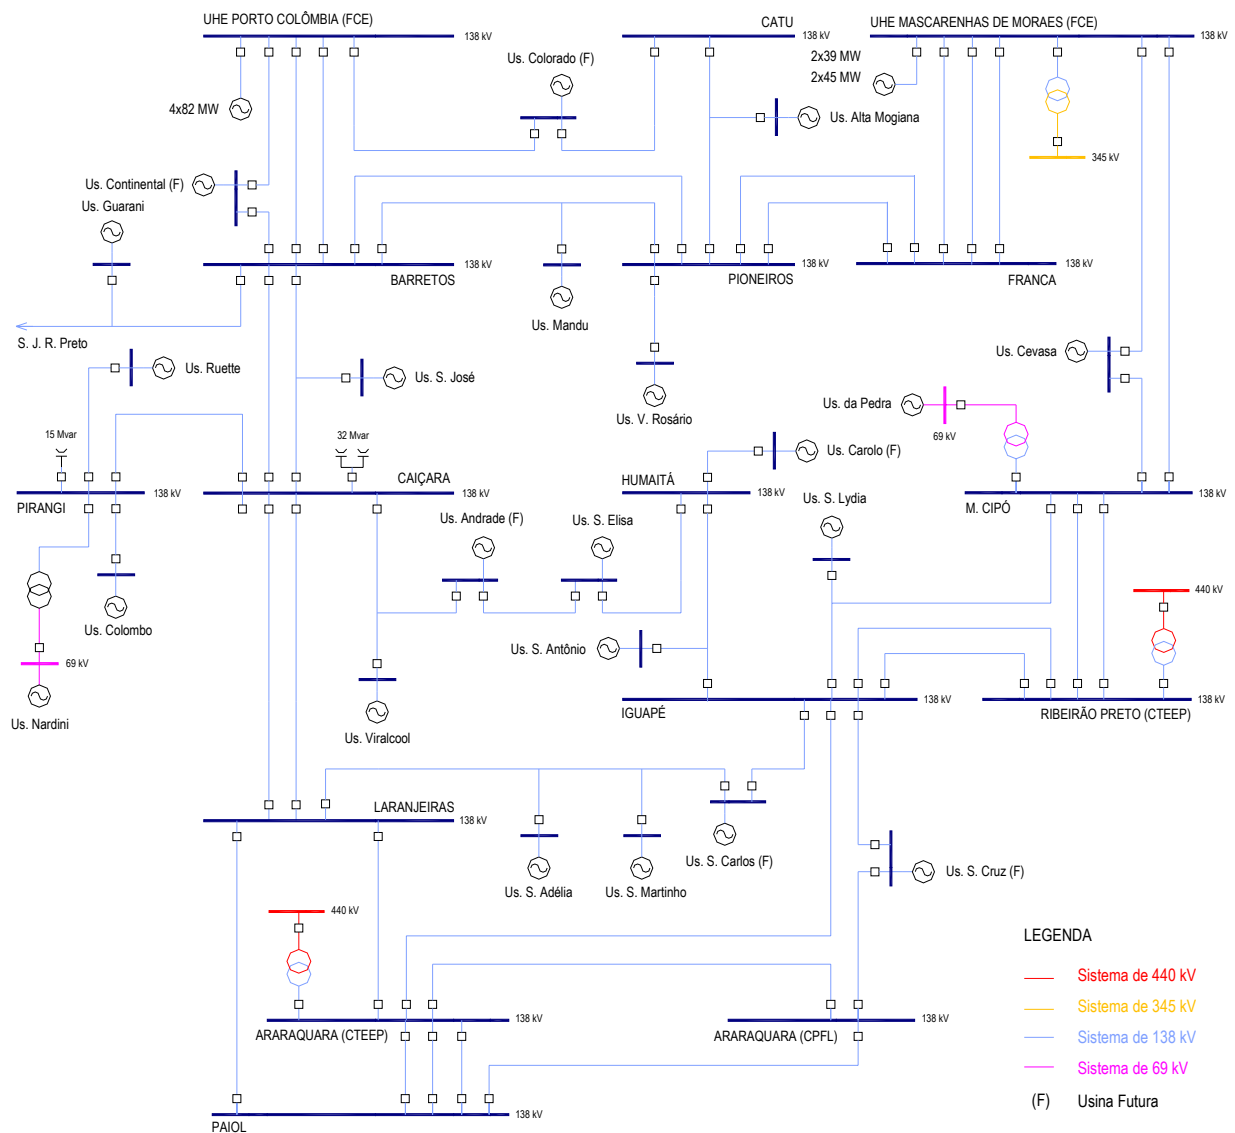 UHE PORTO COLÔMBIA (FCE)
138 kV
CATU
138 kV
UHE MASCARENHAS DE MORAES (FCE)
138 kV
Us. Colorado (F)
2x39 MW
2x45 MW
4x82 MW
Us. Alta Mogiana
345 kV
Us. Continental (F)
Us. Guarani
138 kV
BARRETOS
138 kV
PIONEIROS
138 kV
FRANCA
S. J. R. Preto
Us. Mandu
Us. Ruette
Us. S. José
Us. Cevasa
Us. V. Rosário
Us. da Pedra
69 kV
15 Mvar
32 Mvar
Us. Carolo (F)
138 kV
PIRANGI
CAIÇARA
138 kV
HUMAITÁ
138 kV
Us. S. Lydia
M. CIPÓ
138 kV
Us. Andrade (F)
Us. S. Elisa
440 kV
Us. Colombo
Us. S. Antônio
69 kV
Us. Nardini
Us. Viralcool
IGUAPÉ
138 kV
RIBEIRÃO PRETO (CTEEP)
138 kV
LARANJEIRAS
138 kV
Us. S. Adélia
Us. S. Martinho
Us. S. Carlos (F)
Us. S. Cruz (F)
440 kV
ARARAQUARA (CTEEP)
138 kV
ARARAQUARA (CPFL)
138 kV
PAIOL
138 kV
LEGENDA
Sistema de 440 kV
Sistema de 345 kV
Sistema de 138 kV
Sistema de 69 kV
(F) Usina Futura